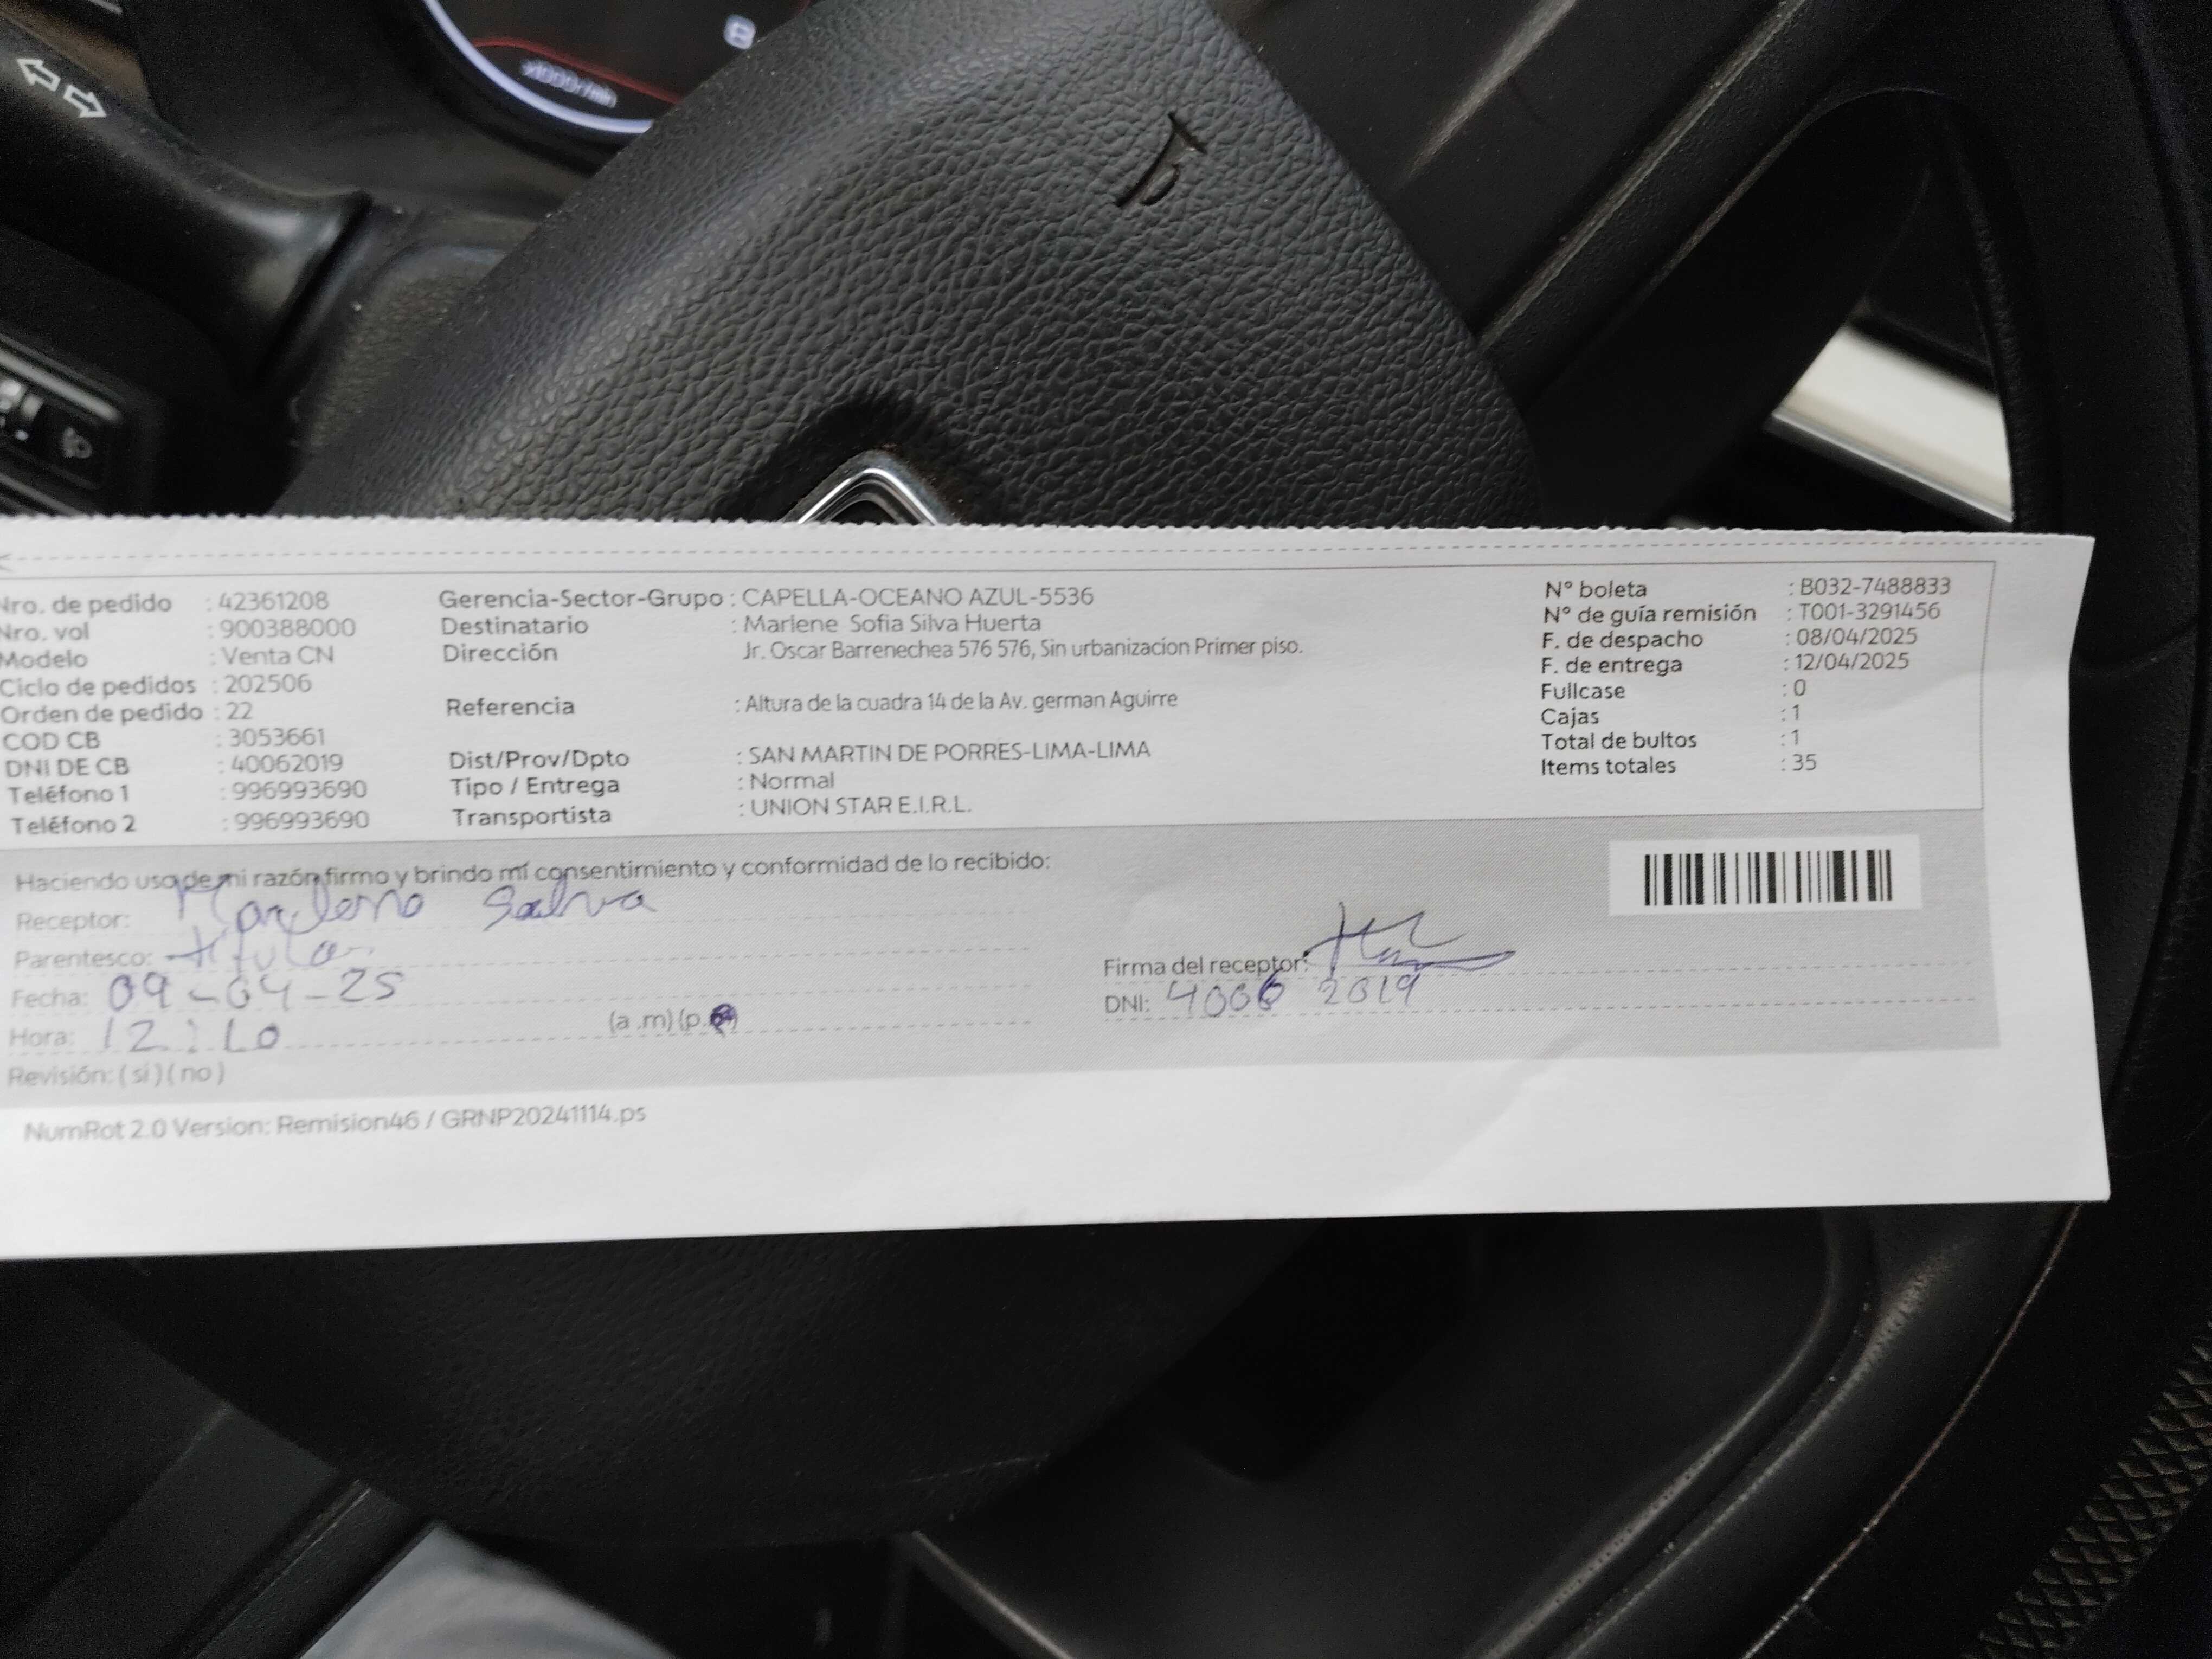 x1000r/min
8
Nro. de pedido : 42361208
Nro. vol : 900388000
Modelo : Venta CN
Ciclo de pedidos : 202506
Orden de pedido : 22
COD CB : 3053661
DNI DE CB : 40062019
Teléfono 1 : 996993690
Teléfono 2 : 996993690
Gerencia-Sector-Grupo : CAPELLA-OCEANO AZUL-5536
Destinatario : Marlene Sofia Silva Huerta
Dirección Jr. Oscar Barrenechea 576 576, Sin urbanizacion Primer piso.
Referencia : Altura de la cuadra 14 de la Av. german Aguirre
Dist/Prov/Dpto : SAN MARTIN DE PORRES-LIMA-LIMA
Tipo / Entrega : Normal
Transportista : UNION STAR E.I.R.L.
N° boleta : B032-7488833
N° de guía remisión : T001-3291456
F. de despacho : 08/04/2025
F. de entrega : 12/04/2025
Fullcase : 0
Cajas : 1
Total de bultos : 1
Items totales : 35
Haciendo uso de mi razón firmo y brindo mi consentimiento y conformidad de lo recibido:
Receptor:
Parentesco: titular
Fecha: 09-04-25
Hora: 12:10 (a .m) (p.
Revisión: ( si ) ( no )
Firma del receptor:
DNI: 4006 2019
NumRot 2.0 Version: Remision46 / GRNP20241114.ps